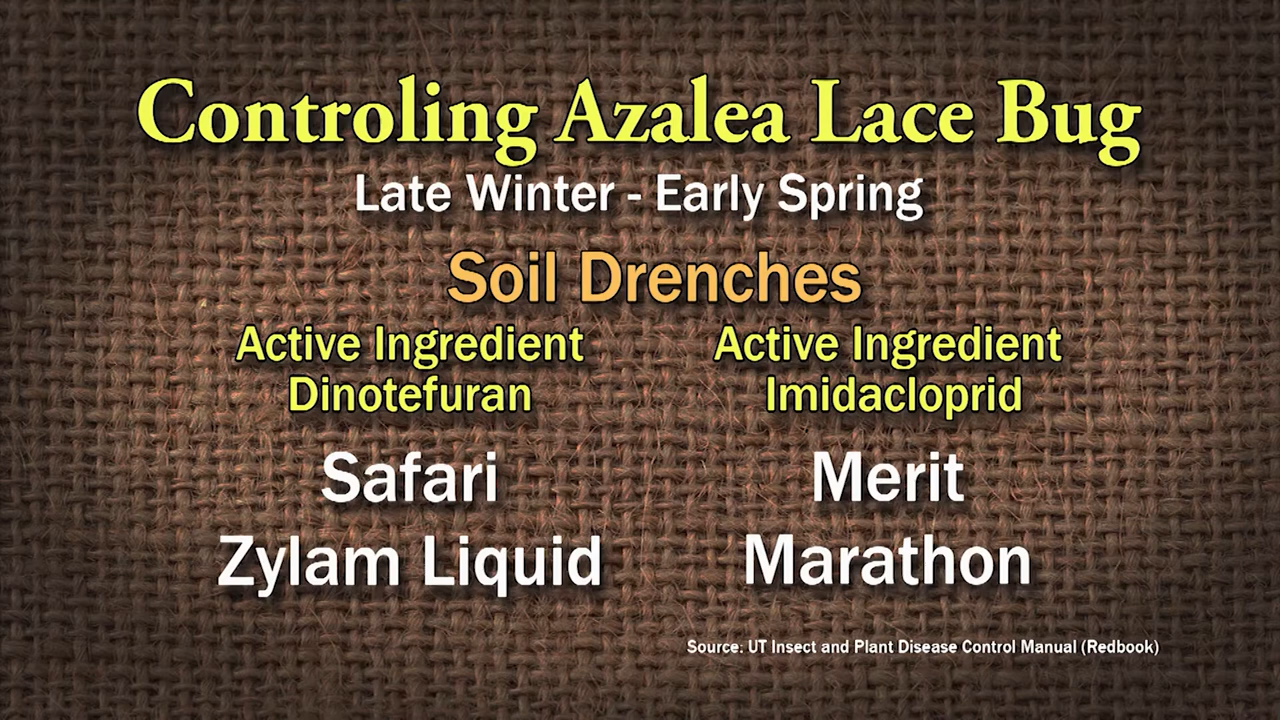 Controling Azalea Lace Bug
Late Winter - Early Spring
Soil Drenches
Active Ingredient
Dinotefuran
Safari
Zylam Liquid
Active Ingredient
Imidacloprid
Merit
Marathon
Source: UT Insect and Plant Disease Control Manual (Redbook)